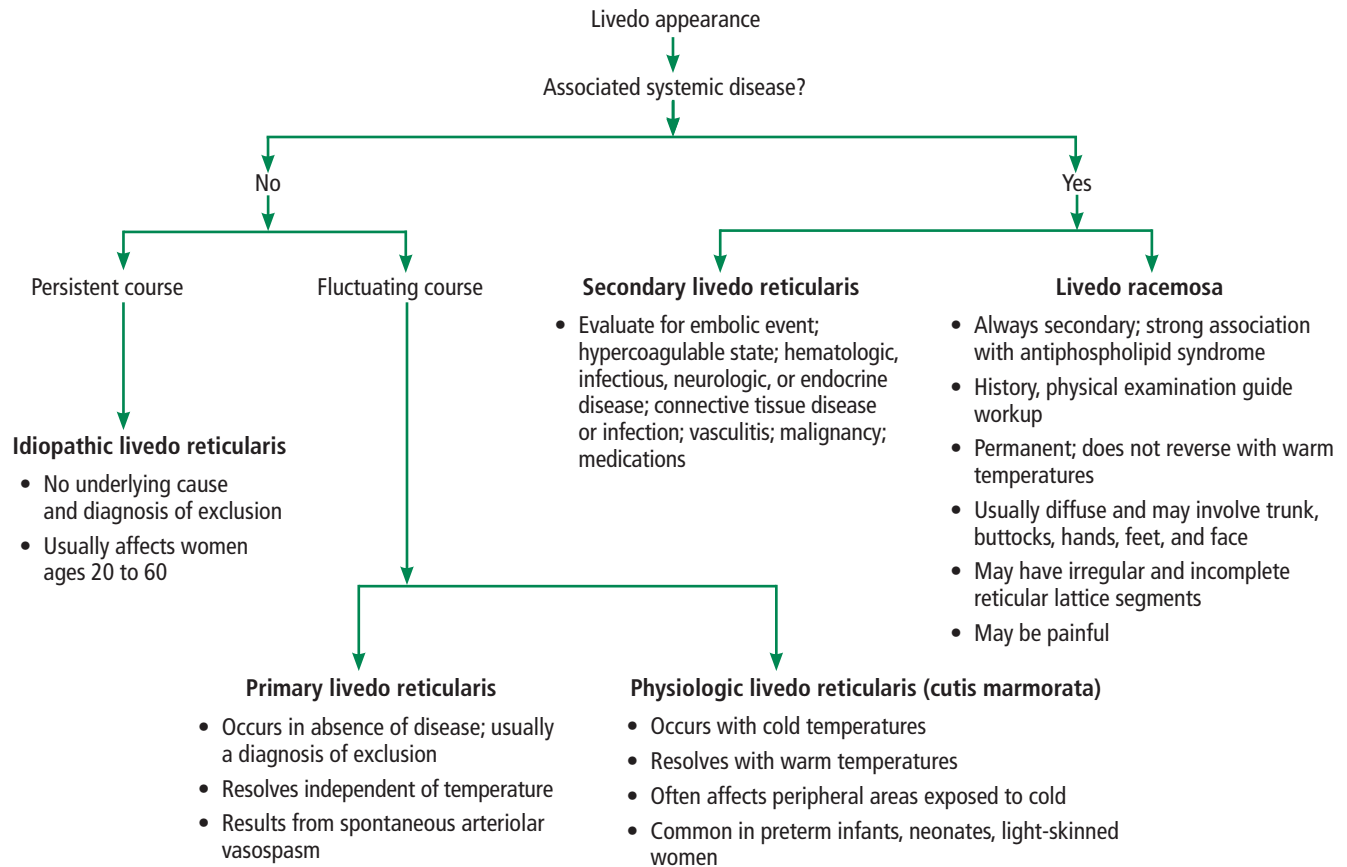 Livedo appearance
Associated systemic disease?
No
Yes
Persistent course
Fluctuating course
Idiopathic livedo reticularis
• No underlying cause
and diagnosis of exclusion
• Usually affects women
ages 20 to 60
Secondary livedo reticularis
• Evaluate for embolic event;
hypercoagulable state; hematologic,
infectious, neurologic, or endocrine
disease; connective tissue disease
or infection; vasculitis; malignancy;
medications
Livedo racemosa
• Always secondary; strong association
with antiphospholipid syndrome
• History, physical examination guide
workup
• Permanent; does not reverse with warm
temperatures
• Usually diffuse and may involve trunk,
buttocks, hands, feet, and face
• May have irregular and incomplete
reticular lattice segments
• May be painful
Primary livedo reticularis
• Occurs in absence of disease; usually
a diagnosis of exclusion
• Resolves independent of temperature
• Results from spontaneous arteriolar
vasospasm
Physiologic livedo reticularis (cutis marmorata)
• Occurs with cold temperatures
• Resolves with warm temperatures
• Often affects peripheral areas exposed to cold
• Common in preterm infants, neonates, light-skinned
women